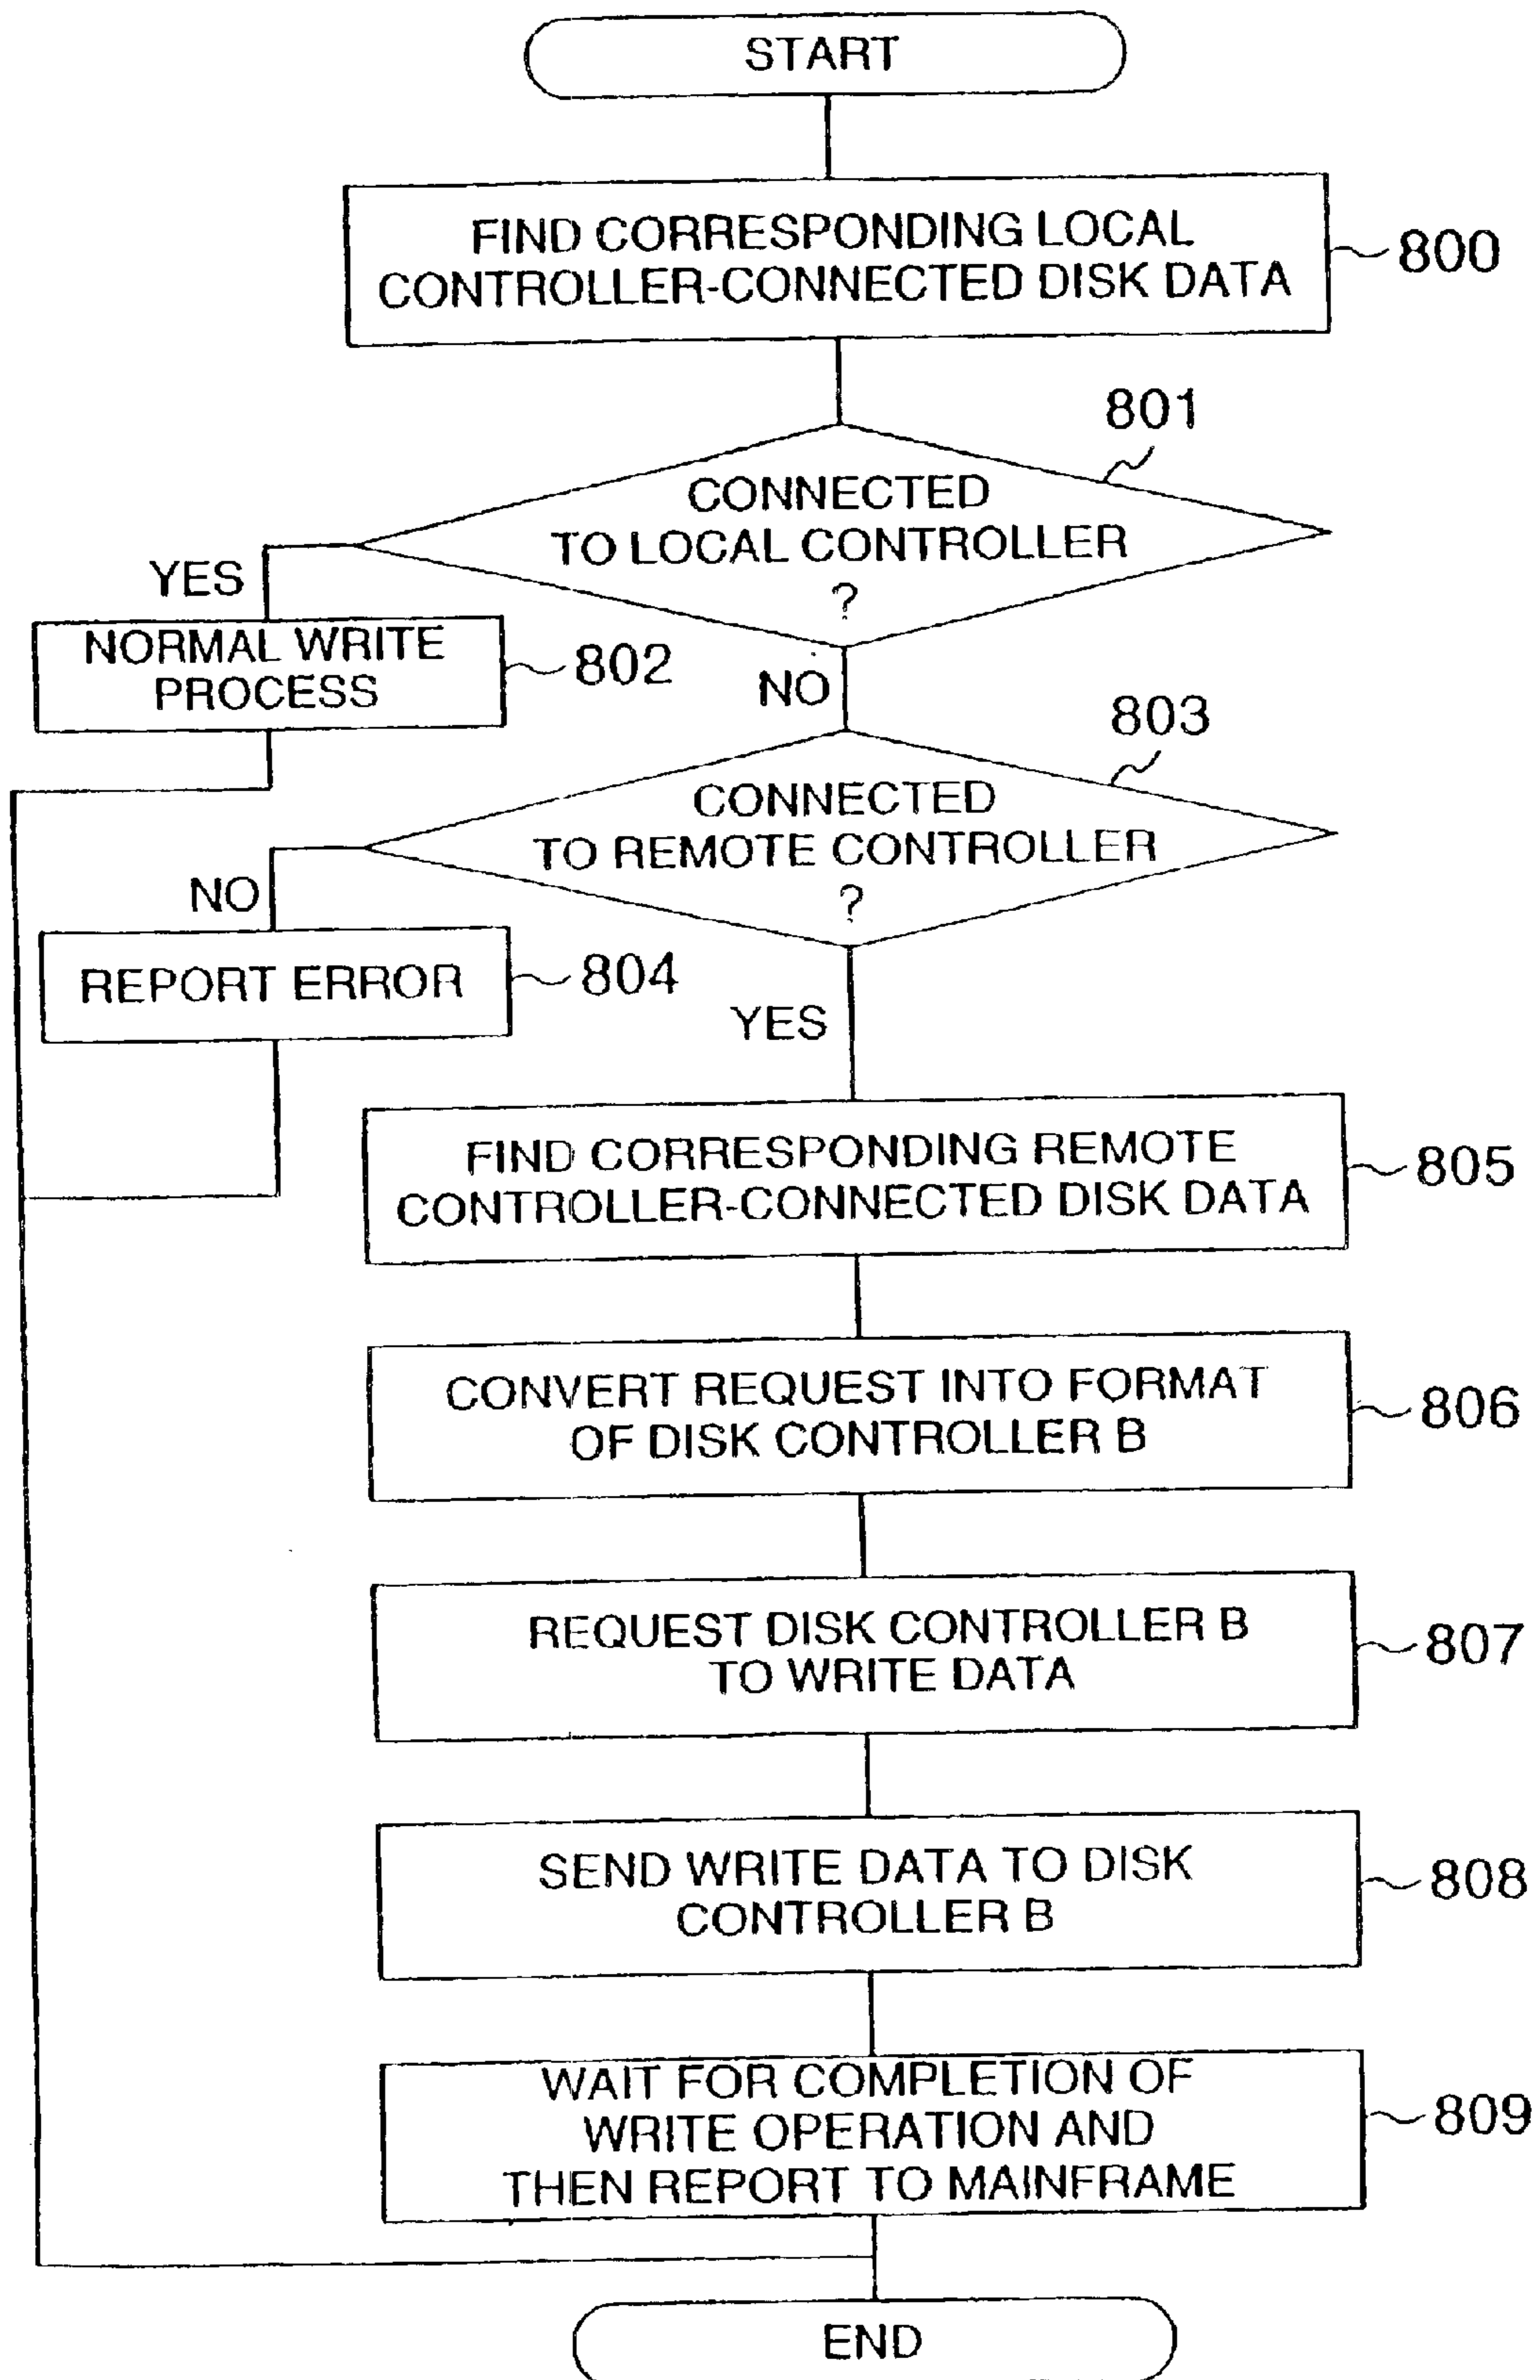 START
FIND CORRESPONDING LOCAL
CONTROLLER-CONNECTED DISK DATA
800
801
CONNECTED
TO LOCAL CONTROLLER
?
YES
NORMAL WRITE
PROCESS
802
NO
803
CONNECTED
TO REMOTE CONTROLLER
?
NO
REPORT ERROR
804
YES
FIND CORRESPONDING REMOTE
CONTROLLER-CONNECTED DISK DATA
805
CONVERT REQUEST INTO FORMAT
OF DISK CONTROLLER B
806
REQUEST DISK CONTROLLER B
TO WRITE DATA
807
SEND WRITE DATA TO DISK
CONTROLLER B
808
WAIT FOR COMPLETION OF
WRITE OPERATION AND
THEN REPORT TO MAINFRAME
809
END